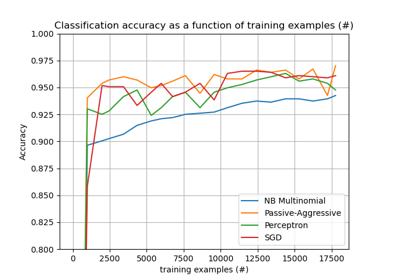 Classification accuracy as a function of training examples (#)
1.000
0.975
0.950
0.925
0.900
0.875
0.850
0.825
0.800
Accuracy
NB Multinomial
Passive-Aggressive
Perceptron
SGD
0 2500 5000 7500 10000 12500 15000 17500
training examples (#)